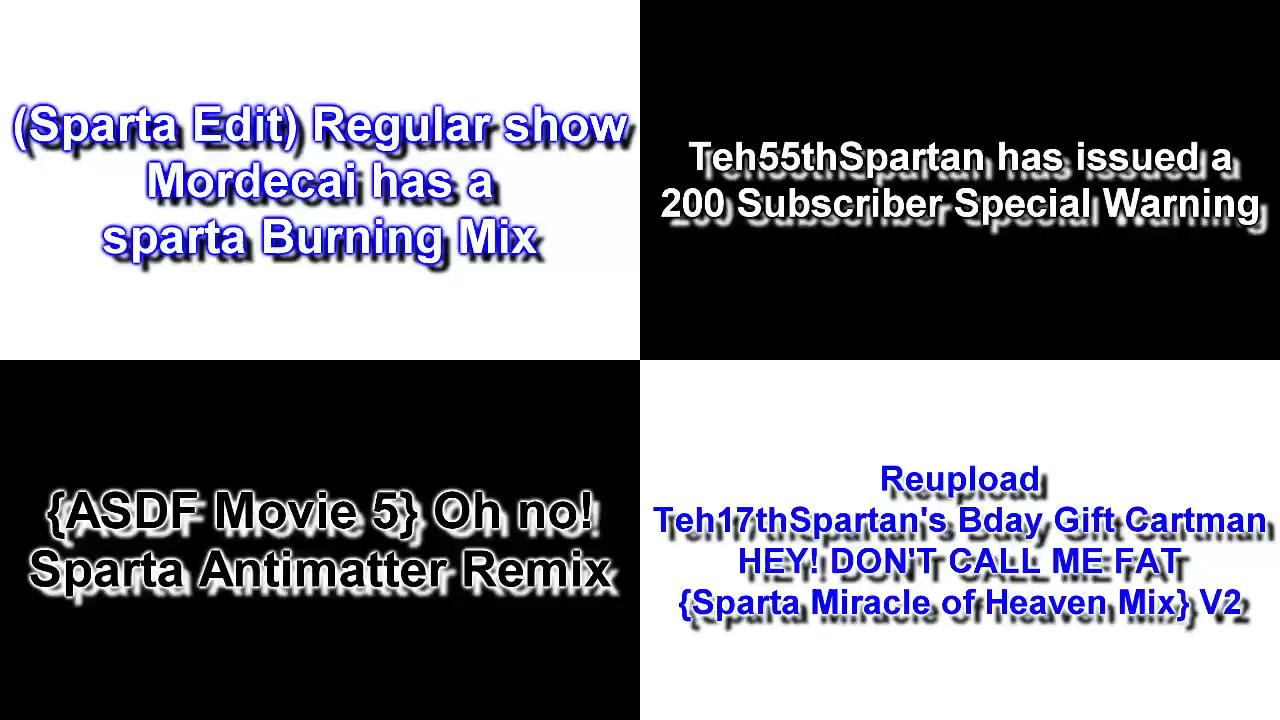 (Sparta Edit) Regular show
Mordecai has a
sparta Burning Mix
Teh55thSpartan has issued a
200 Subscriber Special Warning
{ASDF Movie 5} Oh no!
Sparta Antimatter Remix
Reupload
Teh17thSpartan's Bday Gift Cartman
HEY! DON'T CALL ME FAT
{Sparta Miracle of Heaven Mix} V2